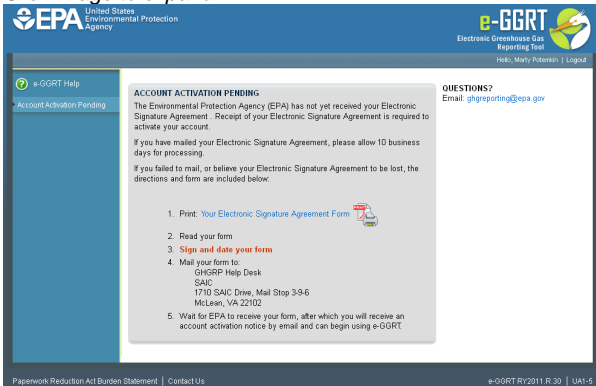 United States
Environmental Protection
Agency
EPA
e-GGRT
Electronic Greenhouse Gas
Reporting Tool
Hello, Marty Potemkin | Logout
e-GGRT Help
Account Activation Pending
ACCOUNT ACTIVATION PENDING
The Environmental Protection Agency (EPA) has not yet received your Electronic
Signature Agreement . Receipt of your Electronic Signature Agreement is required to
activate your account.
If you have mailed your Electronic Signature Agreement, please allow 10 business
days for processing.
If you failed to mail, or believe your Electronic Signature Agreement to be lost, the
directions and form are included below:
1. Print: Your Electronic Signature Agreement Form
2. Read your form
3. Sign and date your form
4. Mail your form to:
GHGRP Help Desk
SAIC
1710 SAIC Drive, Mail Stop 3-9-6
McLean, VA 22102
5. Wait for EPA to receive your form, after which you will receive an
account activation notice by email and can begin using e-GGRT.
QUESTIONS?
Email: ghgreporting@epa.gov
Paperwork Reduction Act Burden Statement | Contact Us
e-GGRT RY2011.R.30 | UA1-5